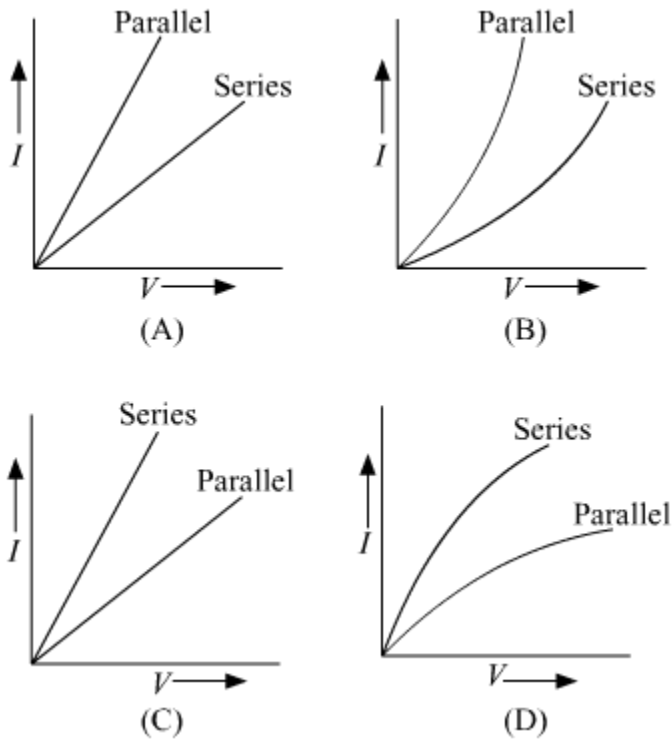 Parallel
Series
I
V
(A)
Parallel
Series
I
V
(B)
Series
Parallel
I
V
(C)
Series
Parallel
I
V
(D)